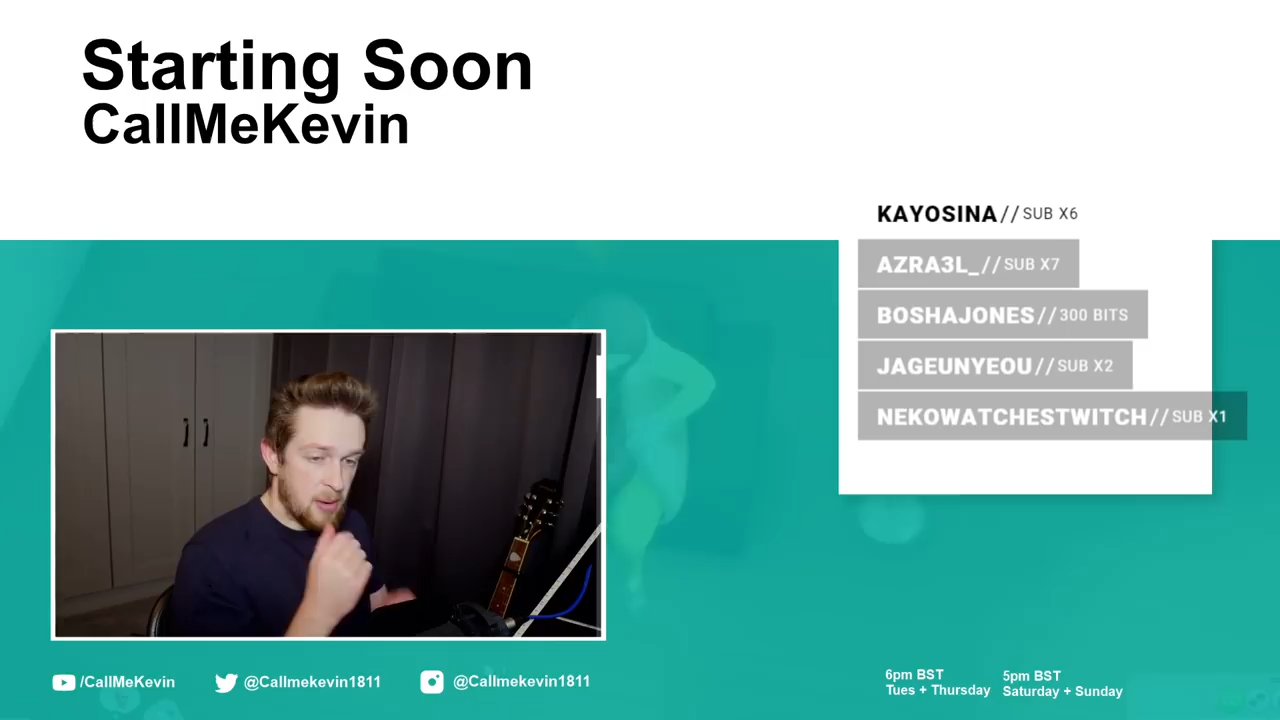 Starting Soon
CallMeKevin
KAYOSINA // SUB X6
AZRA3L_ // SUB X7
BOSHAJONES // 300 BITS
JAGEUNYEOU // SUB X2
NEKOWATCHESTWITCH // SUB X1
/CallMeKevin
@Callmekevin1811
@Callmekevin1811
6pm BST
Tues + Thursday
5pm BST
Saturday + Sunday